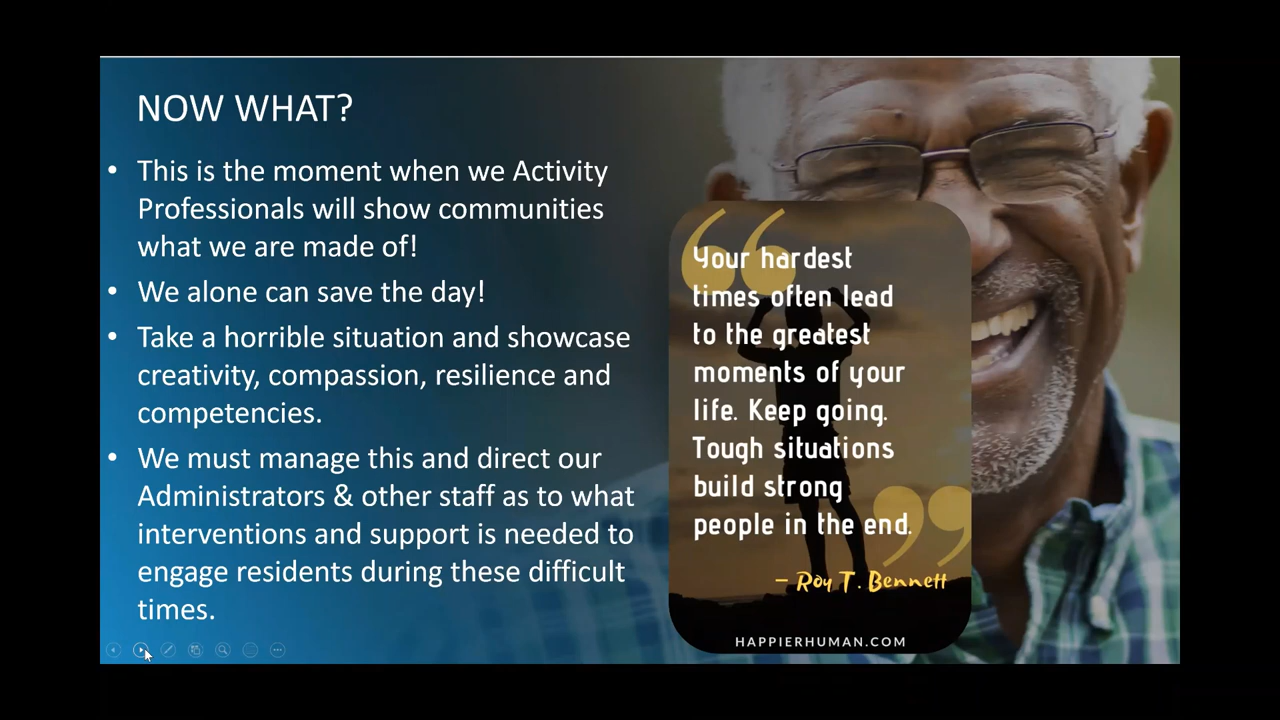 NOW WHAT?
• This is the moment when we Activity
Professionals will show communities
what we are made of!
• We alone can save the day!
• Take a horrible situation and showcase
creativity, compassion, resilience and
competencies.
• We must manage this and direct our
Administrators & other staff as to what
interventions and support is needed to
engage residents during these difficult
times.
“
Your hardest
times often lead
to the greatest
moments of your
life. Keep going.
Tough situations
build strong
people in the end.
”
– Roy T. Bennett
HAPPIERHUMAN.COM